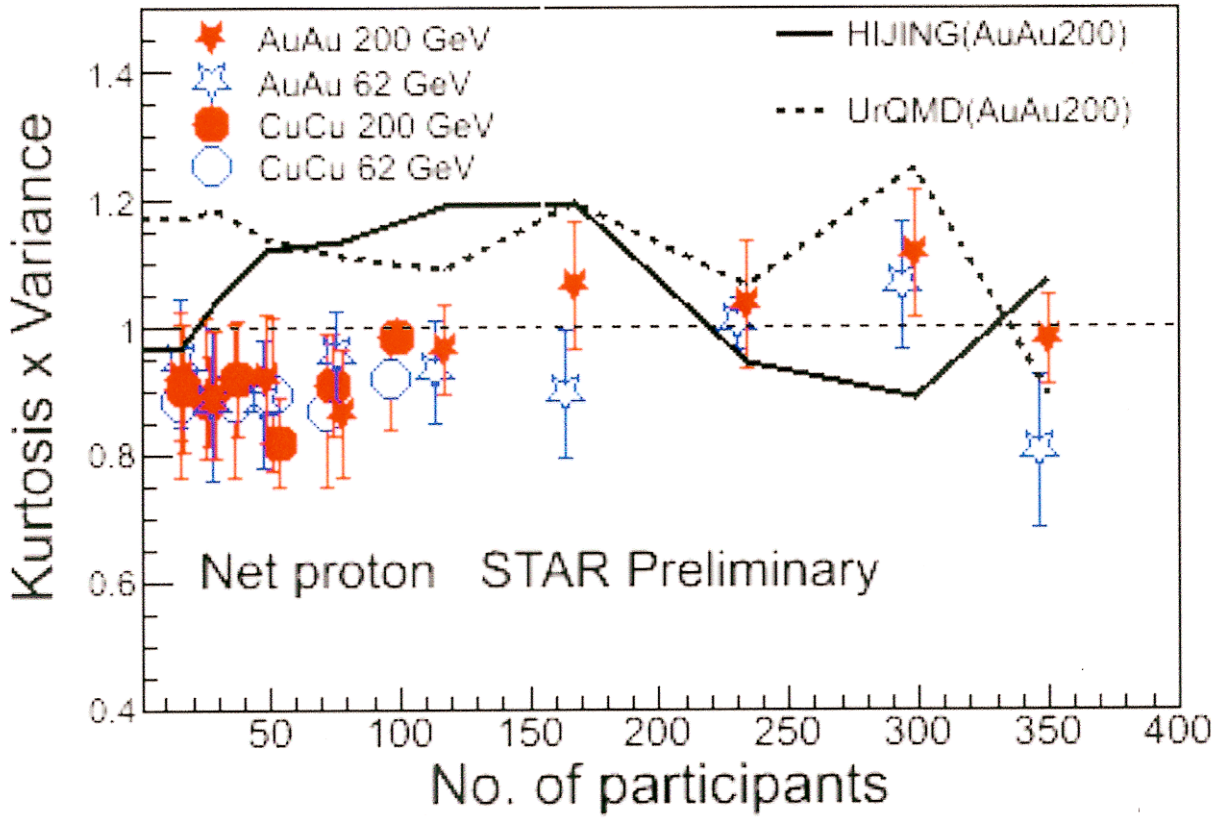 AuAu 200 GeV
AuAu 62 GeV
CuCu 200 GeV
CuCu 62 GeV
HIJING(AuAu200)
UrQMD(AuAu200)
Kurtosis x Variance
1.4
1.2
1
0.8
0.6
0.4
Net proton STAR Preliminary
50 100 150 200 250 300 350 400
No. of participants